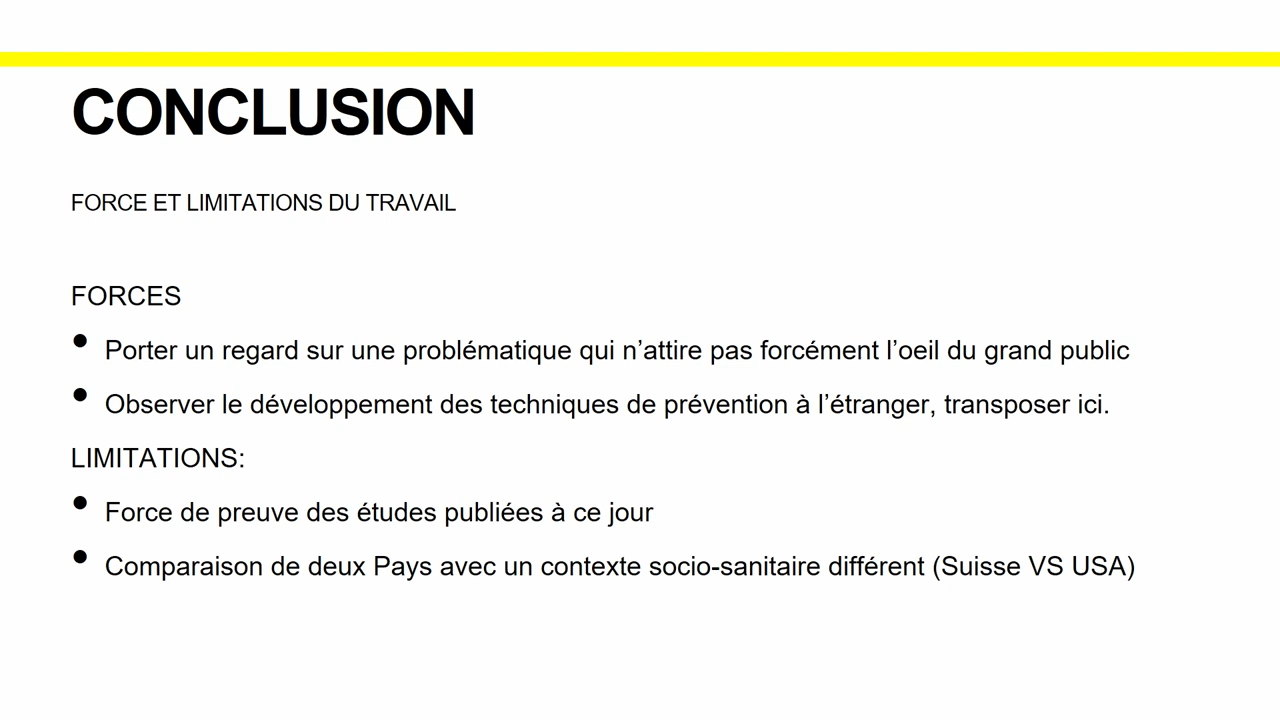 CONCLUSION
FORCE ET LIMITATIONS DU TRAVAIL
FORCES
• Porter un regard sur une problématique qui n’attire pas forcément l’oeil du grand public
• Observer le développement des techniques de prévention à l’étranger, transposer ici.
LIMITATIONS:
• Force de preuve des études publiées à ce jour
• Comparaison de deux Pays avec un contexte socio-sanitaire différent (Suisse VS USA)